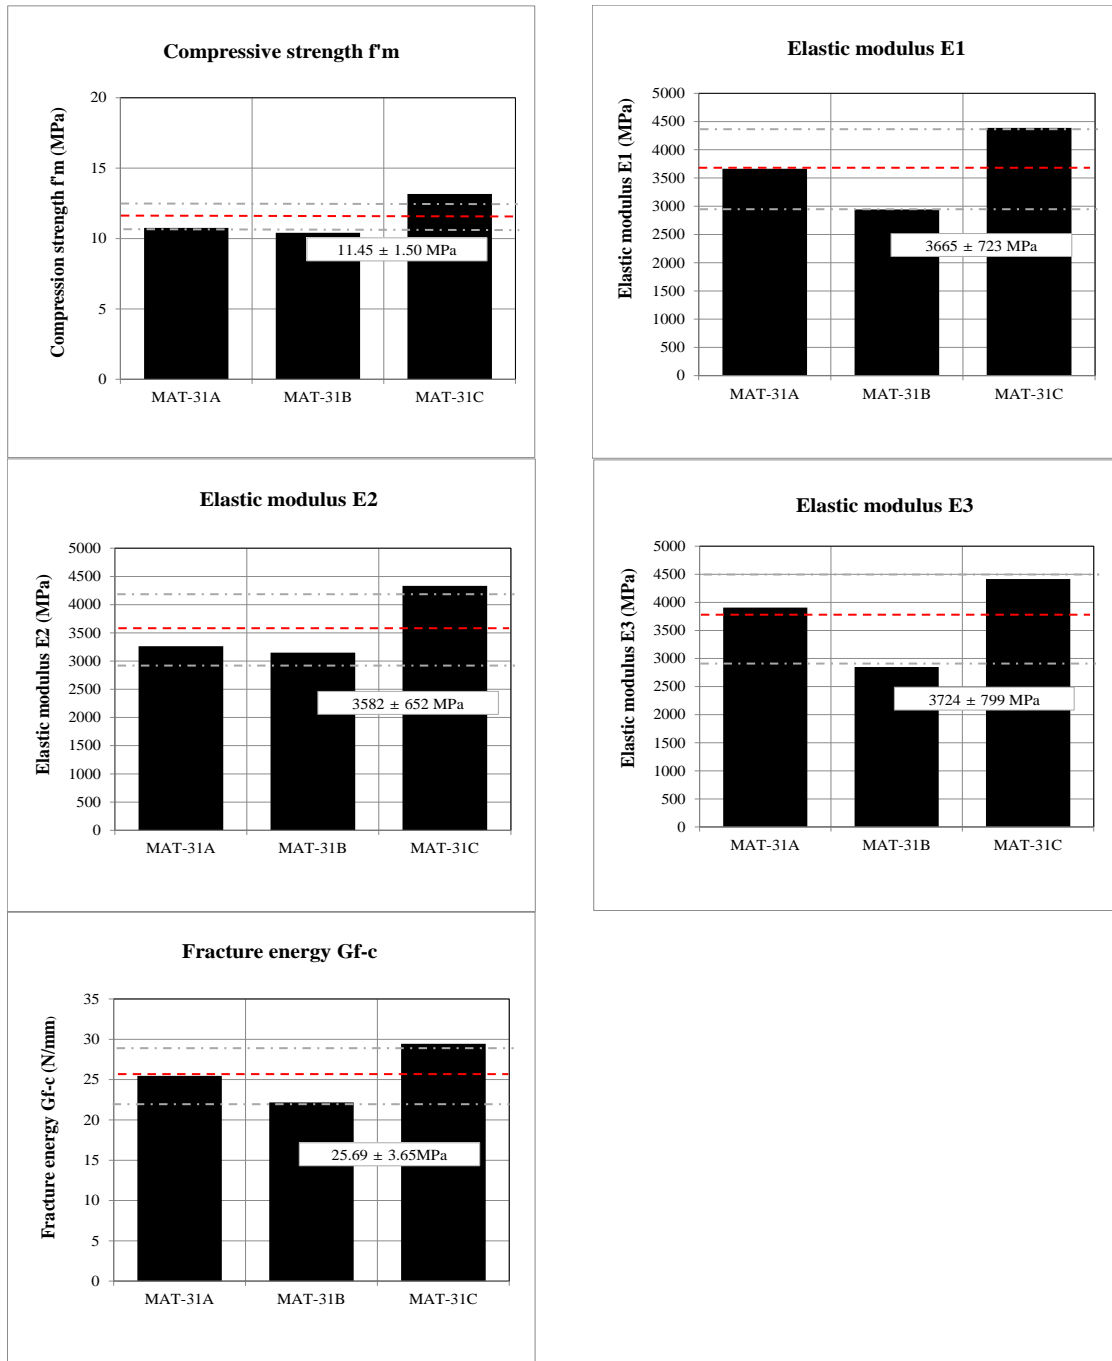 Compressive strength f'm
Compression strength f'm (MPa)
20
15
10
5
0
11.45 ± 1.50 MPa
MAT-31A
MAT-31B
MAT-31C
Elastic modulus E1
Elastic modulus E1 (MPa)
5000
4500
4000
3500
3000
2500
2000
1500
1000
500
0
3665 ± 723 MPa
MAT-31A
MAT-31B
MAT-31C
Elastic modulus E2
Elastic modulus E2 (MPa)
5000
4500
4000
3500
3000
2500
2000
1500
1000
500
0
3582 ± 652 MPa
MAT-31A
MAT-31B
MAT-31C
Elastic modulus E3
Elastic modulus E3 (MPa)
5000
4500
4000
3500
3000
2500
2000
1500
1000
500
0
3724 ± 799 MPa
MAT-31A
MAT-31B
MAT-31C
Fracture energy Gf-c
Fracture energy Gf-c (N/mm)
35
30
25
20
15
10
5
0
25.69 ± 3.65MPa
MAT-31A
MAT-31B
MAT-31C